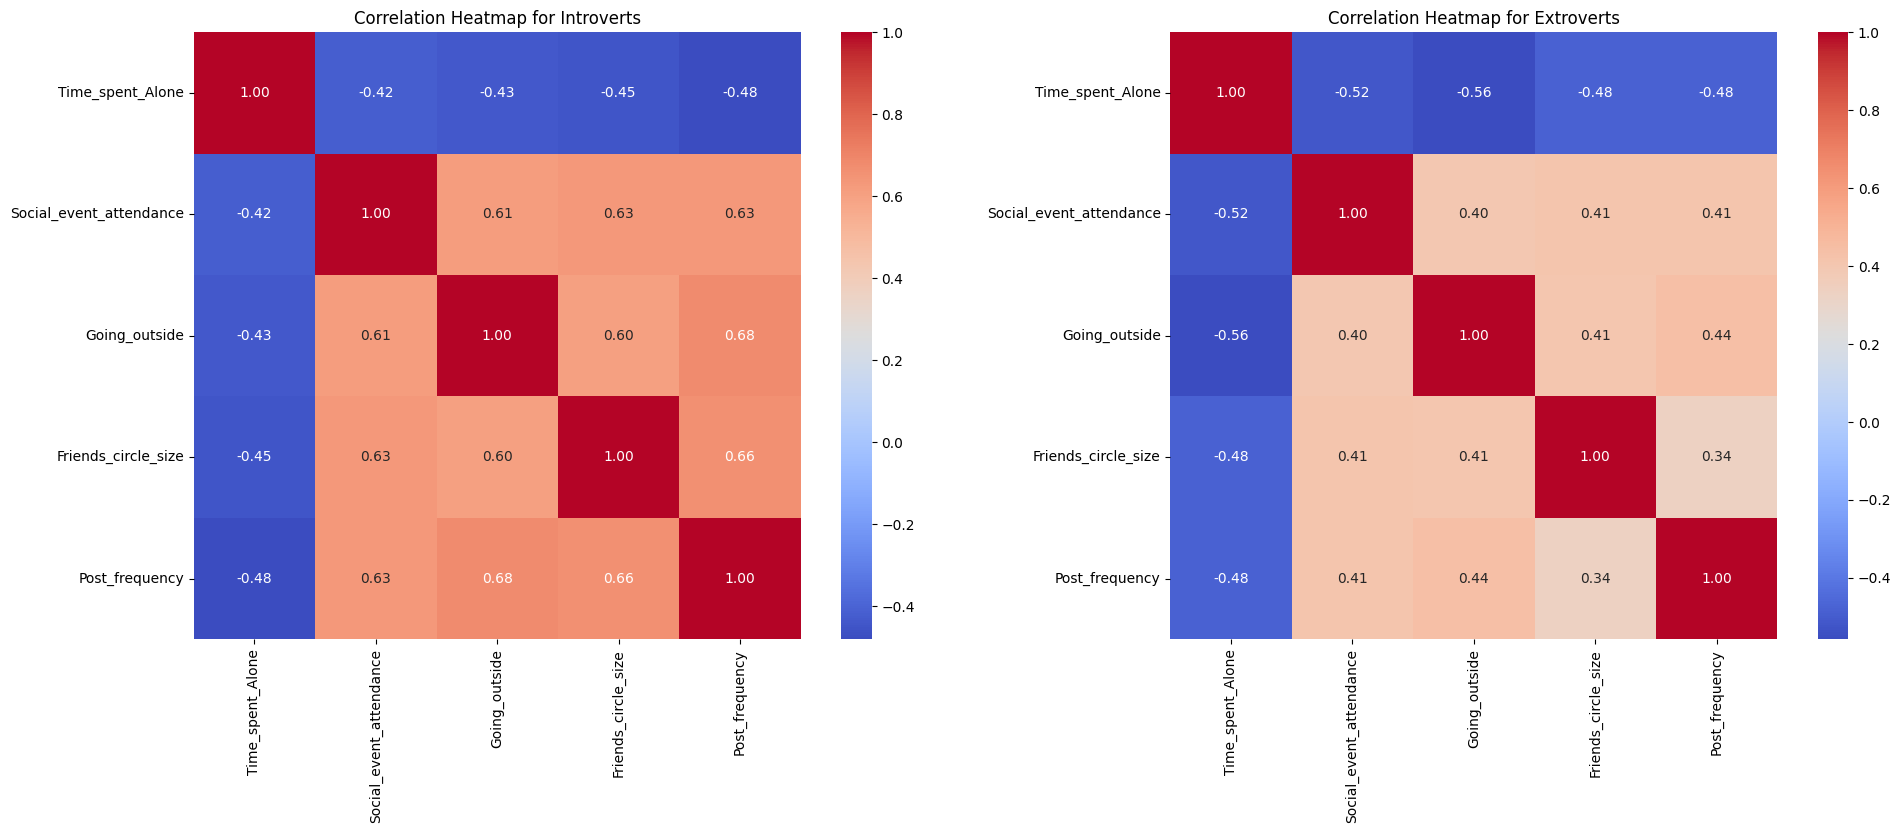 Correlation Heatmap for Introverts
Time_spent_Alone 1.00 -0.42 -0.43 -0.45 -0.48
Social_event_attendance -0.42 1.00 0.61 0.63 0.63
Going_outside -0.43 0.61 1.00 0.60 0.68
Friends_circle_size -0.45 0.63 0.60 1.00 0.66
Post_frequency -0.48 0.63 0.68 0.66 1.00
Time_spent_Alone
Social_event_attendance
Going_outside
Friends_circle_size
Post_frequency
1.0
0.8
0.6
0.4
0.2
0.0
−0.2
−0.4
Correlation Heatmap for Extroverts
Time_spent_Alone 1.00 -0.52 -0.56 -0.48 -0.48
Social_event_attendance -0.52 1.00 0.40 0.41 0.41
Going_outside -0.56 0.40 1.00 0.41 0.44
Friends_circle_size -0.48 0.41 0.41 1.00 0.34
Post_frequency -0.48 0.41 0.44 0.34 1.00
Time_spent_Alone
Social_event_attendance
Going_outside
Friends_circle_size
Post_frequency
1.0
0.8
0.6
0.4
0.2
0.0
−0.2
−0.4